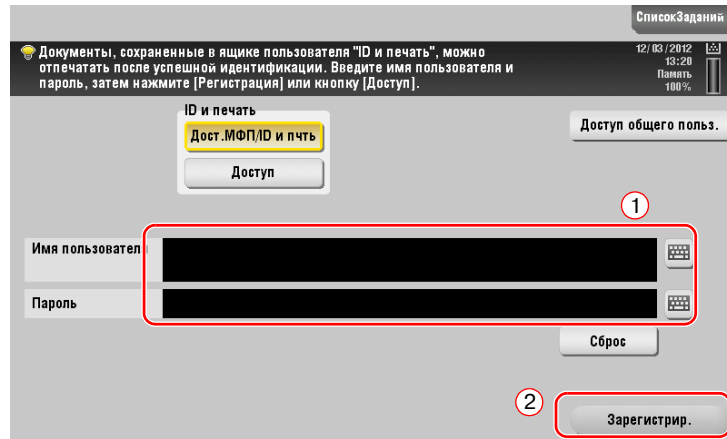 СписокЗаданий
Документы, сохраненные в ящике пользователя "ID и печать", можно
отпечатать после успешной идентификации. Введите имя пользователя и
пароль, затем нажмите [Регистрация] или кнопку [Доступ].
12/03/2012
13:20
Память
100%
ID и печать
Дост.МФП/ID и пчть
Доступ
Доступ общего польз.
1
Имя пользователя
Пароль
Сброс
2
Зарегистрир.